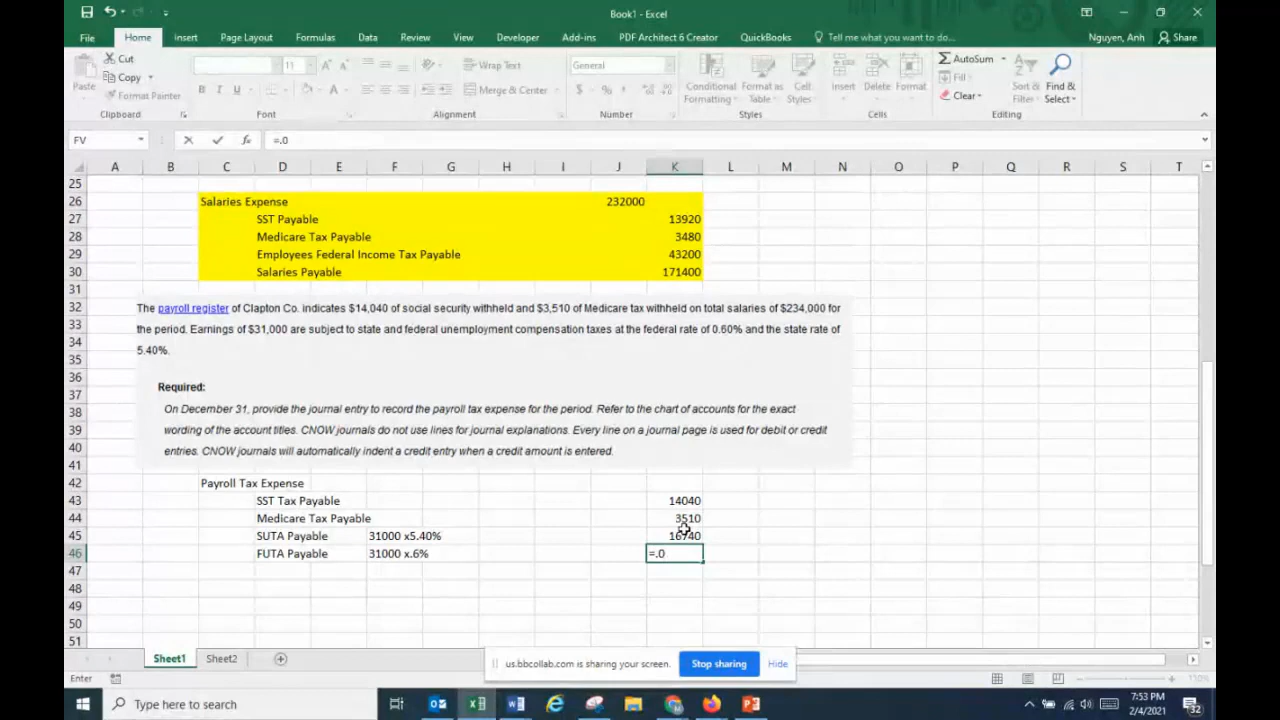 Book1 - Excel
File Home Insert Page Layout Formulas Data Review View Developer Add-ins PDF Architect 6 Creator QuickBooks Tell me what you want to do... Nguyen, Anh Share
Cut
Copy
Format Painter
Paste
11
Wrap Text
Merge & Center
General
Conditional Formatting
Format as Table
Cell Styles
Insert
Delete
Format
AutoSum
Fill
Clear
Sort & Filter
Find & Select
Clipboard Font Alignment Number Styles Cells Editing
FV =.0
A B C D E F G H I J K L M N O P Q R S T
25
26 Salaries Expense 232000
27 SST Payable 13920
28 Medicare Tax Payable 3480
29 Employees Federal Income Tax Payable 43200
30 Salaries Payable 171400
31
32
33
34
35
36
37
38
39
40
41
The payroll register of Clapton Co. indicates $14,040 of social security withheld and $3,510 of Medicare tax withheld on total salaries of $234,000 for
the period. Earnings of $31,000 are subject to state and federal unemployment compensation taxes at the federal rate of 0.60% and the state rate of
5.40%.
Required:
On December 31, provide the journal entry to record the payroll tax expense for the period. Refer to the chart of accounts for the exact
wording of the account titles. CNOW journals do not use lines for journal explanations. Every line on a journal page is used for debit or credit
entries. CNOW journals will automatically indent a credit entry when a credit amount is entered.
42 Payroll Tax Expense
43 SST Tax Payable 14040
44 Medicare Tax Payable 3510
45 SUTA Payable 31000 x5.40% 16740
46 FUTA Payable 31000 x.6% =.0
47
48
49
50
51
Sheet1 Sheet2
us.bbcollab.com is sharing your screen. Stop sharing Hide
Enter 110%
Type here to search
7:53 PM
2/4/2021
32